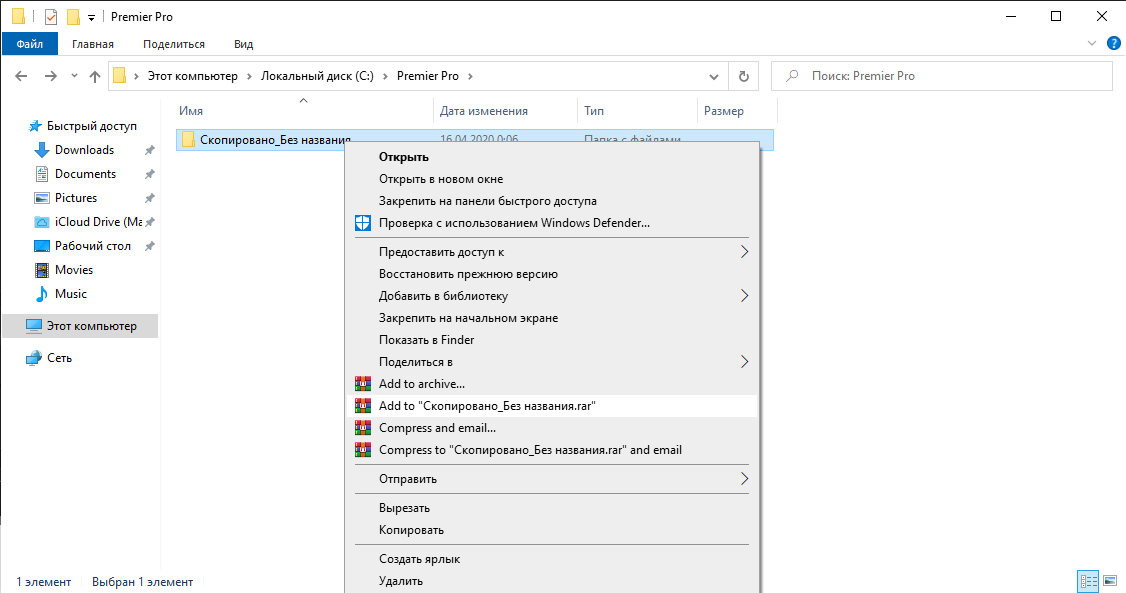 Premier Pro
Файл Главная Поделиться Вид
Этот компьютер Локальный диск (C:) Premier Pro Поиск: Premier Pro
Имя Дата изменения Тип Размер
Быстрый доступ
Downloads
Documents
Pictures
iCloud Drive (Ma
Рабочий стол
Movies
Music
Этот компьютер
Сеть
Скопировано_Без названия 16.04.2020 0:06 Папка с файлами
Открыть
Открыть в новом окне
Закрепить на панели быстрого доступа
Проверка с использованием Windows Defender...
Предоставить доступ к
Восстановить прежнюю версию
Добавить в библиотеку
Закрепить на начальном экране
Показать в Finder
Поделиться в
Add to archive...
Add to "Скопировано_Без названия.rar"
Compress and email...
Compress to "Скопировано_Без названия.rar" and email
Отправить
Вырезать
Копировать
Создать ярлык
Удалить
1 элемент Выбран 1 элемент